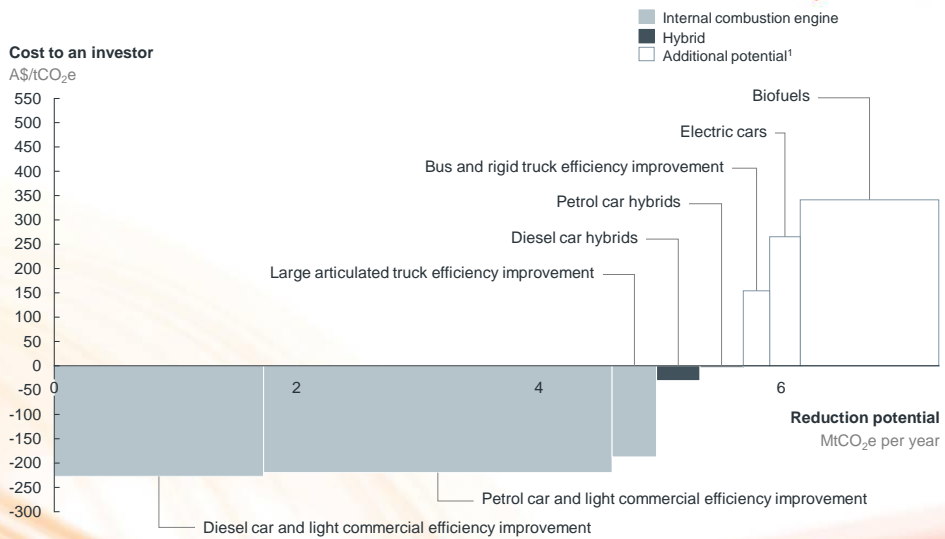 Internal combustion engine
Hybrid
Additional potential¹
Cost to an investor
A$/tCO₂e
550
500
450
400
350
300
250
200
150
100
50
0
-50
-100
-150
-200
-250
-300
Biofuels
Electric cars
Bus and rigid truck efficiency improvement
Petrol car hybrids
Diesel car hybrids
Large articulated truck efficiency improvement
0
2
4
6
Reduction potential
MtCO₂e per year
Petrol car and light commercial efficiency improvement
Diesel car and light commercial efficiency improvement